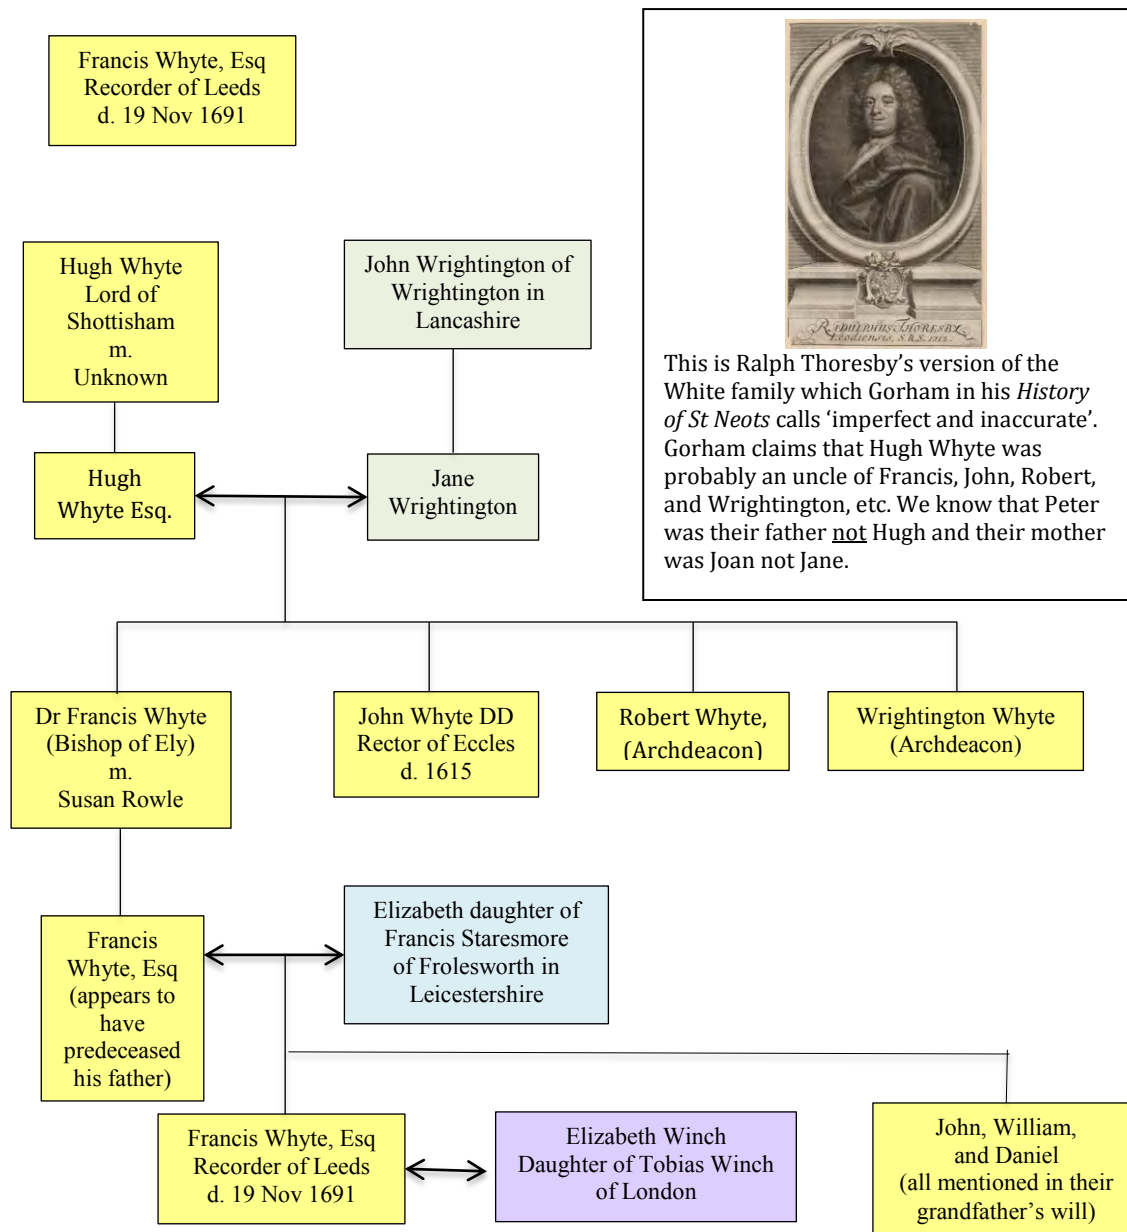 Francis Whyte, Esq
Recorder of Leeds
d. 19 Nov 1691
RADULPHUS THORESBY
Leodiensis, S.R.S. 1712.
This is Ralph Thoresby’s version of the
White family which Gorham in his History
of St Neots calls ‘imperfect and inaccurate’.
Gorham claims that Hugh Whyte was
probably an uncle of Francis, John, Robert,
and Wrightington, etc. We know that Peter
was their father not Hugh and their mother
was Joan not Jane.
Hugh Whyte
Lord of
Shottisham
m.
Unknown
John Wrightington of
Wrightington in
Lancashire
Hugh
Whyte Esq.
Jane
Wrightington
Dr Francis Whyte
(Bishop of Ely)
m.
Susan Rowle
John Whyte DD
Rector of Eccles
d. 1615
Robert Whyte,
(Archdeacon)
Wrightington Whyte
(Archdeacon)
Francis
Whyte, Esq
(appears to
have
predeceased
his father)
Elizabeth daughter of
Francis Staresmore
of Frolesworth in
Leicestershire
Francis Whyte, Esq
Recorder of Leeds
d. 19 Nov 1691
Elizabeth Winch
Daughter of Tobias Winch
of London
John, William,
and Daniel
(all mentioned in their
grandfather’s will)